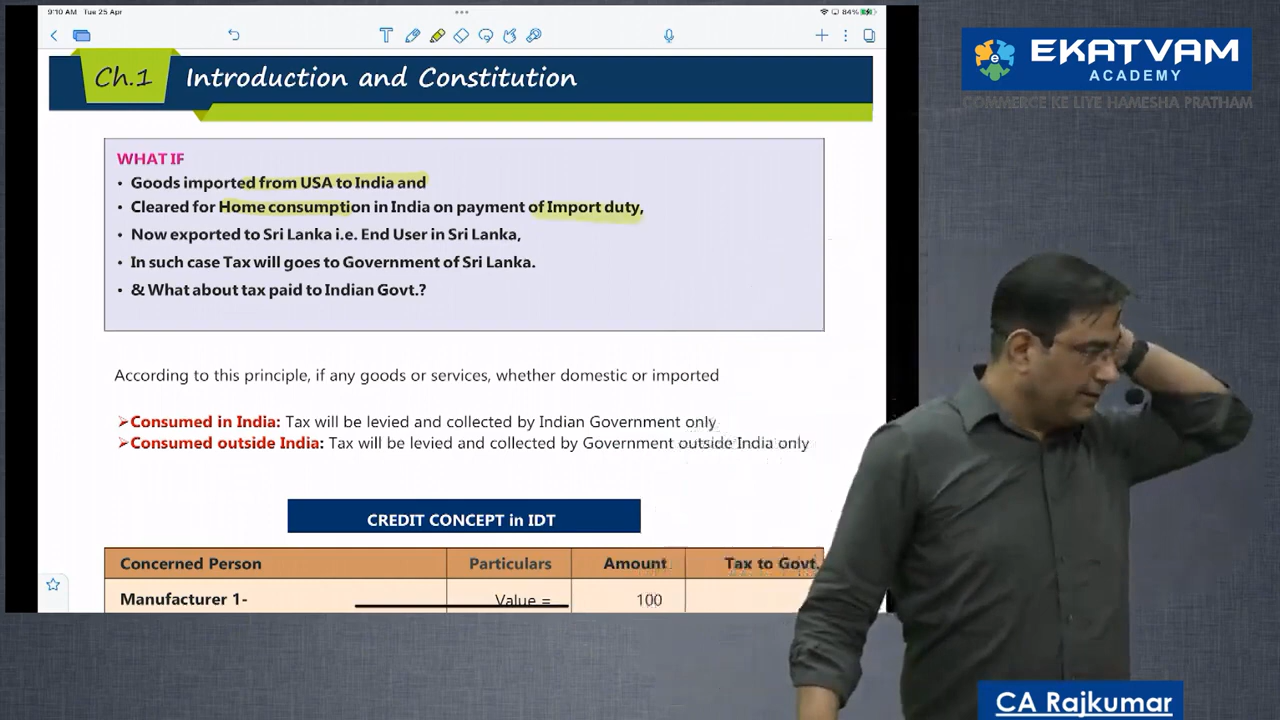 9:10 AM Tue 25 Apr
84%
Ch.1 Introduction and Constitution
WHAT IF
• Goods imported from USA to India and
• Cleared for Home consumption in India on payment of Import duty,
• Now exported to Sri Lanka i.e. End User in Sri Lanka,
• In such case Tax will goes to Government of Sri Lanka.
• & What about tax paid to Indian Govt.?
According to this principle, if any goods or services, whether domestic or imported
➢Consumed in India: Tax will be levied and collected by Indian Government only
➢Consumed outside India: Tax will be levied and collected by Government outside India only
CREDIT CONCEPT in IDT
Concerned Person Particulars Amount Tax to Govt.
Manufacturer 1- Value = 100
EKATVAM
ACADEMY
COMMERCE KE LIYE HAMESHA PRATHAM
CA Rajkumar